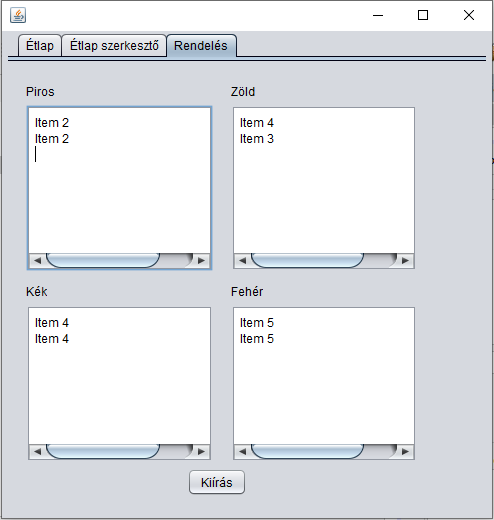 Étlap Étlap szerkesztő Rendelés
Piros
Zöld
Item 2
Item 2
Item 4
Item 3
Kék
Fehér
Item 4
Item 4
Item 5
Item 5
Kiírás